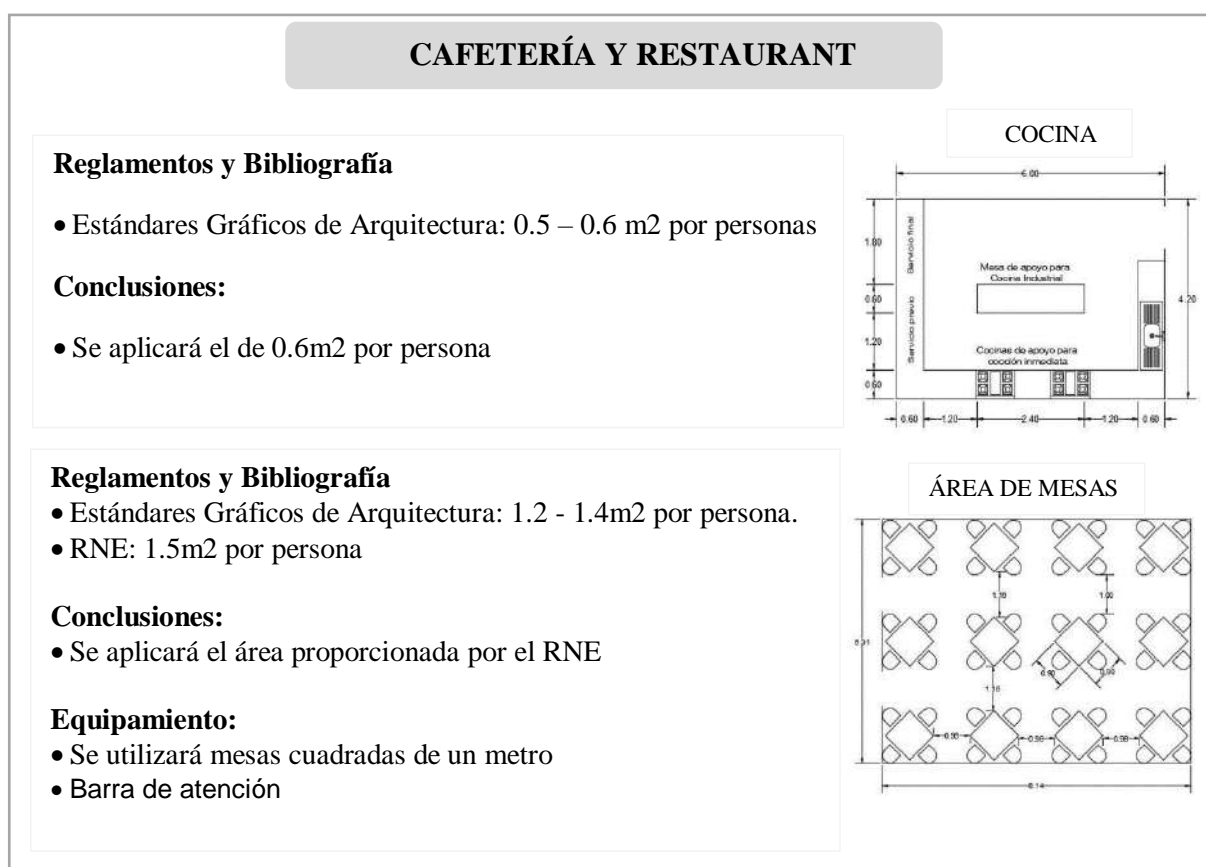 CAFETERÍA Y RESTAURANT
Reglamentos y Bibliografía
• Estándares Gráficos de Arquitectura: 0.5 – 0.6 m2 por personas
Conclusiones:
• Se aplicará el de 0.6m2 por persona
COCINA
6.00
1.80
0.60
1.20
0.60
Servicio final
Servicio previo
Mesa de apoyo para
Cocina Industrial
Cocinas de apoyo para
cocción inmediata
4.20
0.60 1.20 2.40 1.20 0.60
Reglamentos y Bibliografía
• Estándares Gráficos de Arquitectura: 1.2 - 1.4m2 por persona.
• RNE: 1.5m2 por persona
Conclusiones:
• Se aplicará el área proporcionada por el RNE
Equipamiento:
• Se utilizará mesas cuadradas de un metro
• Barra de atención
ÁREA DE MESAS
1.00
0.90